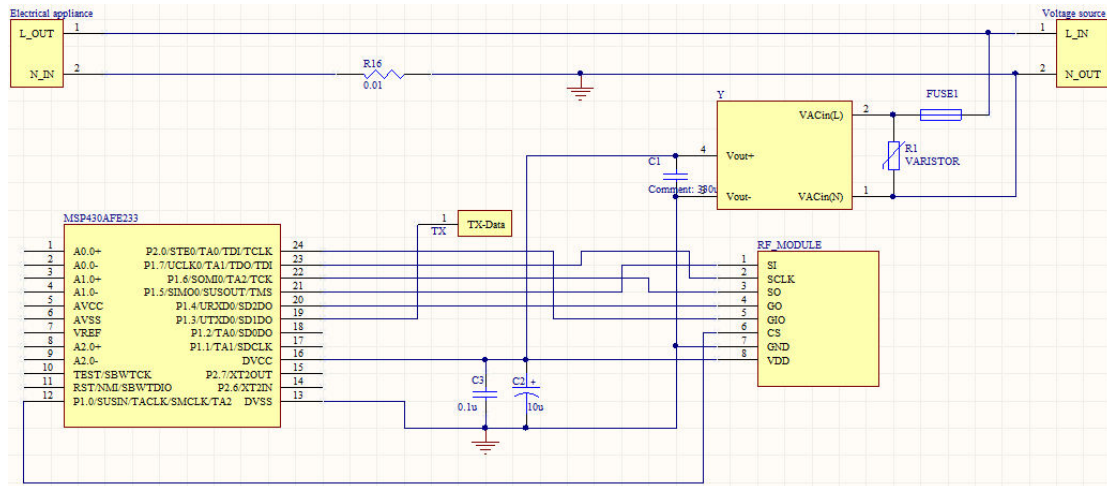 Electrical appliance
Voltage source
L_OUT 1
1 L_IN
N_IN 2
2 N_OUT
R16
0.01
Y
FUSE1
VACin(L) 2
R1
VARISTOR
4 Vout+
C1
Comment: 330u
Vout-
VACin(N) 1
MSP430AFE233
1 TX-Data
TX
RF_MODULE
1 A0.0+ P2.0/STE0/TA0/TDI/TCLK 24
2 A0.0- P1.7/UCLK0/TA1/TDO/TDI 23
3 A1.0+ P1.6/SOMI0/TA2/TCK 22
4 A1.0- P1.5/SIMO0/SUSOUT/TMS 21
5 AVCC P1.4/URXD0/SD2DO 20
6 AVSS P1.3/UTXD0/SD1DO 19
7 VREF P1.2/TA0/SD0DO 18
8 A2.0+ P1.1/TA1/SDCLK 17
9 A2.0- DVCC 16
10 TEST/SBWTCK P2.7/XT2OUT 15
11 RST/NMI/SBWTDIO P2.6/XT2IN 14
12 P1.0/SUSIN/TACLK/SMCLK/TA2 DVSS 13
1 SI
2 SCLK
3 SO
4 GO
5 GIO
6 CS
7 GND
8 VDD
C3
0.1u
C2 +
10u